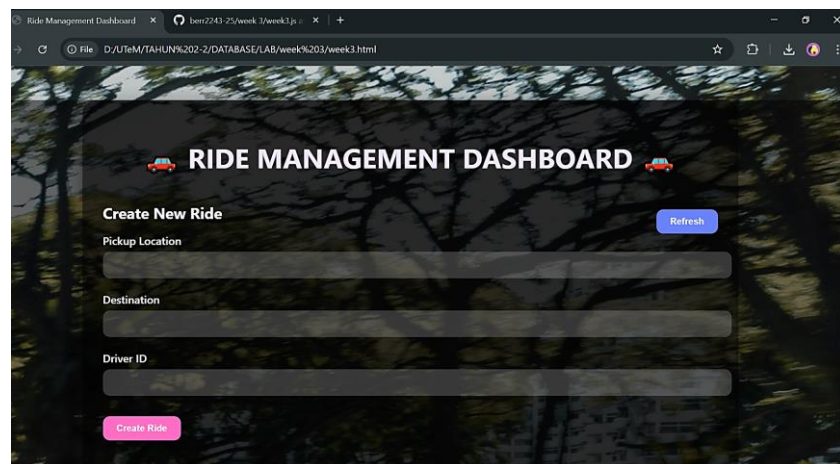 Ride Management Dashboard
berr2243-25/week 3/week3.js
File D:/UTeM/TAHUN%202-2/DATABASE/LAB/week%203/week3.html
RIDE MANAGEMENT DASHBOARD
Create New Ride
Refresh
Pickup Location
Destination
Driver ID
Create Ride